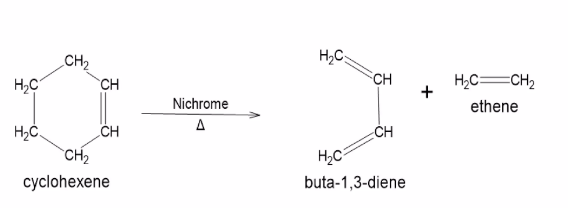 CH2
H2C
CH
H2C
CH
CH2
cyclohexene
Nichrome
Δ
H2C
CH
CH
H2C
buta-1,3-diene
+
H2C CH2
ethene